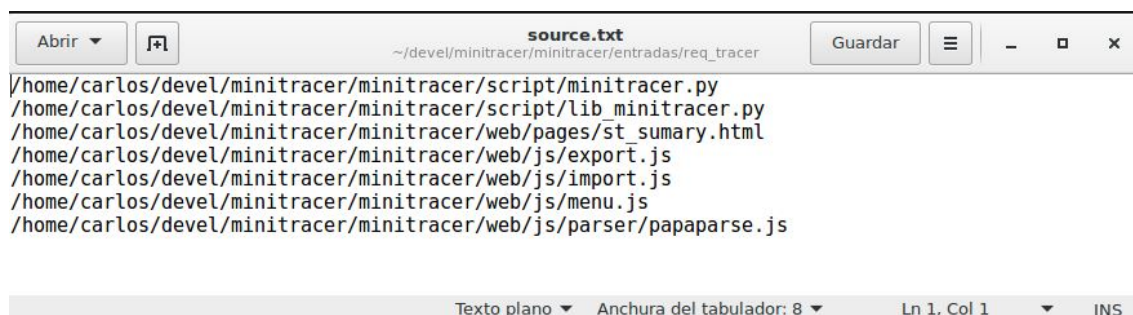 Abrir source.txt Guardar
~/devel/minitracer/minitracer/entradas/req_tracer
/home/carlos/devel/minitracer/minitracer/script/minitracer.py
/home/carlos/devel/minitracer/minitracer/script/lib_minitracer.py
/home/carlos/devel/minitracer/minitracer/web/pages/st_sumary.html
/home/carlos/devel/minitracer/minitracer/web/js/export.js
/home/carlos/devel/minitracer/minitracer/web/js/import.js
/home/carlos/devel/minitracer/minitracer/web/js/menu.js
/home/carlos/devel/minitracer/minitracer/web/js/parser/papaparse.js
Texto plano Anchura del tabulador: 8 Ln 1, Col 1 INS